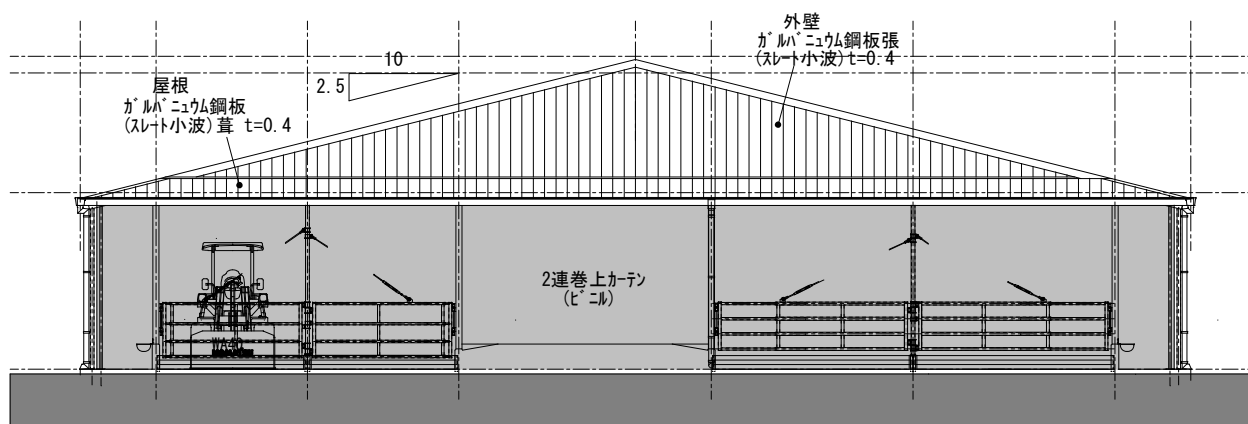 外壁
ｶﾞﾙﾊﾞﾆｭｳﾑ鋼板張
(ｽﾚｰﾄ小波)t=0.4
10
2.5
屋根
ｶﾞﾙﾊﾞﾆｭｳﾑ鋼板
(ｽﾚｰﾄ小波)葺 t=0.4
2連巻上ｶｰﾃﾝ
(ﾋﾞﾆﾙ)
WA40